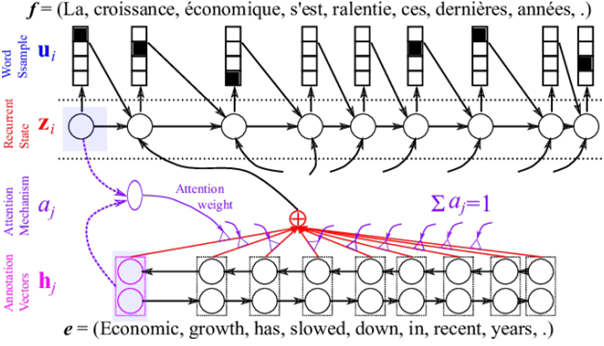 f = (La, croissance, économique, s'est, ralentie, ces, dernières, années, .)
Word
Ssample
u_i
Recurrent
State
z_i
Attention
Mechanism
a_j
Attention
weight
Σ a_j=1
Annotation
Vectors
h_j
e = (Economic, growth, has, slowed, down, in, recent, years, .)